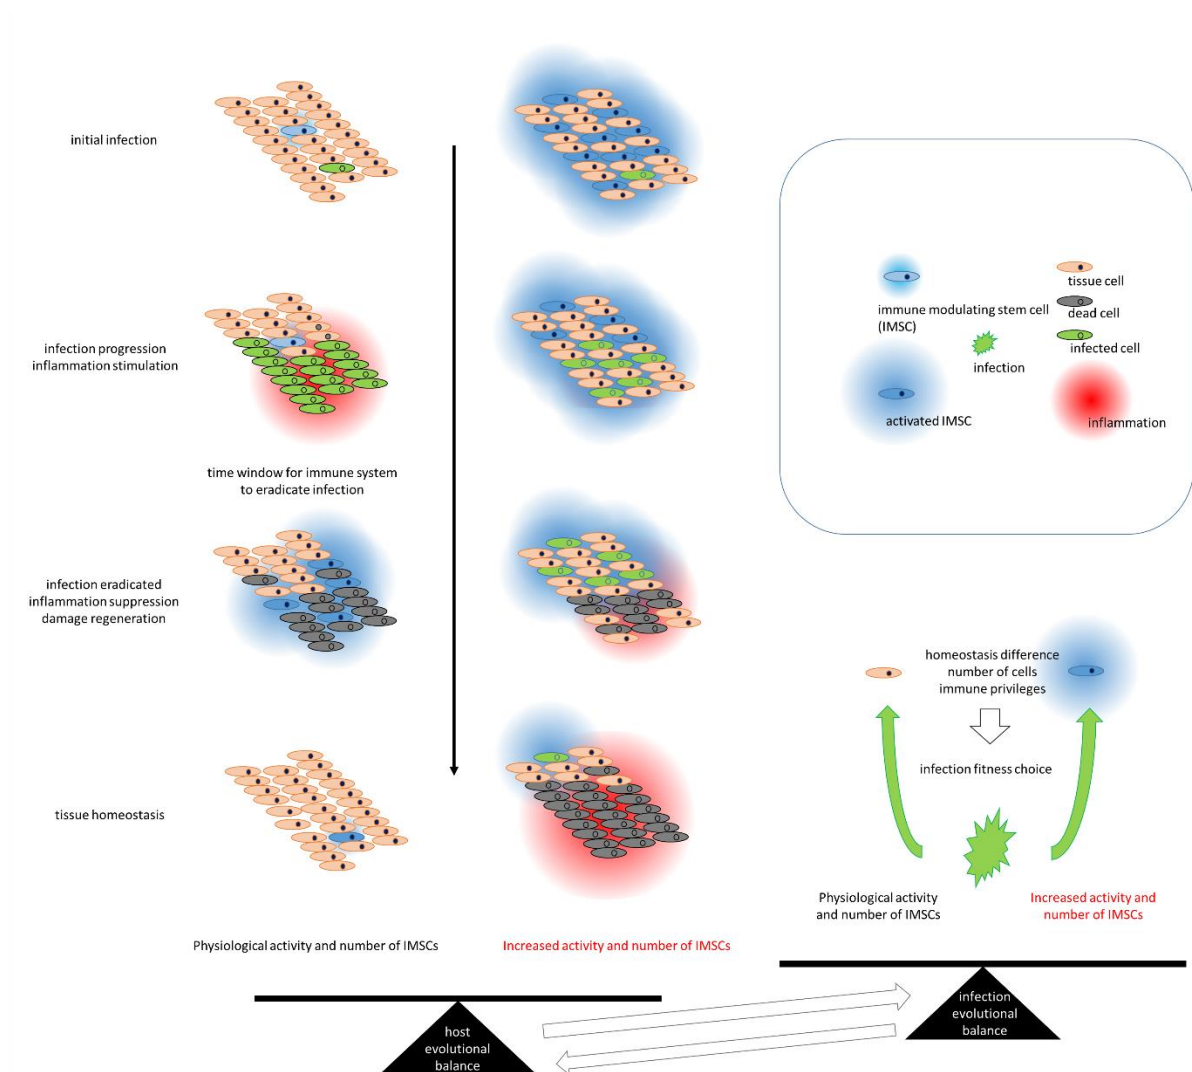 initial infection
infection progression
inflammation stimulation
time window for immune system
to eradicate infection
infection eradicated
inflammation suppression
damage regeneration
tissue homestasis
Physiological activity and number of IMSCs
Increased activity and number of IMSCs
host
evolutional
balance
immune modulating stem cell
(IMSC)
infection
activated IMSC
tissue cell
dead cell
infected cell
inflammation
homeostasis difference
number of cells
immune privileges
infection fitness choice
Physiological activity
and number of IMSCs
Increased activity and
number of IMSCs
infection
evolutional
balance